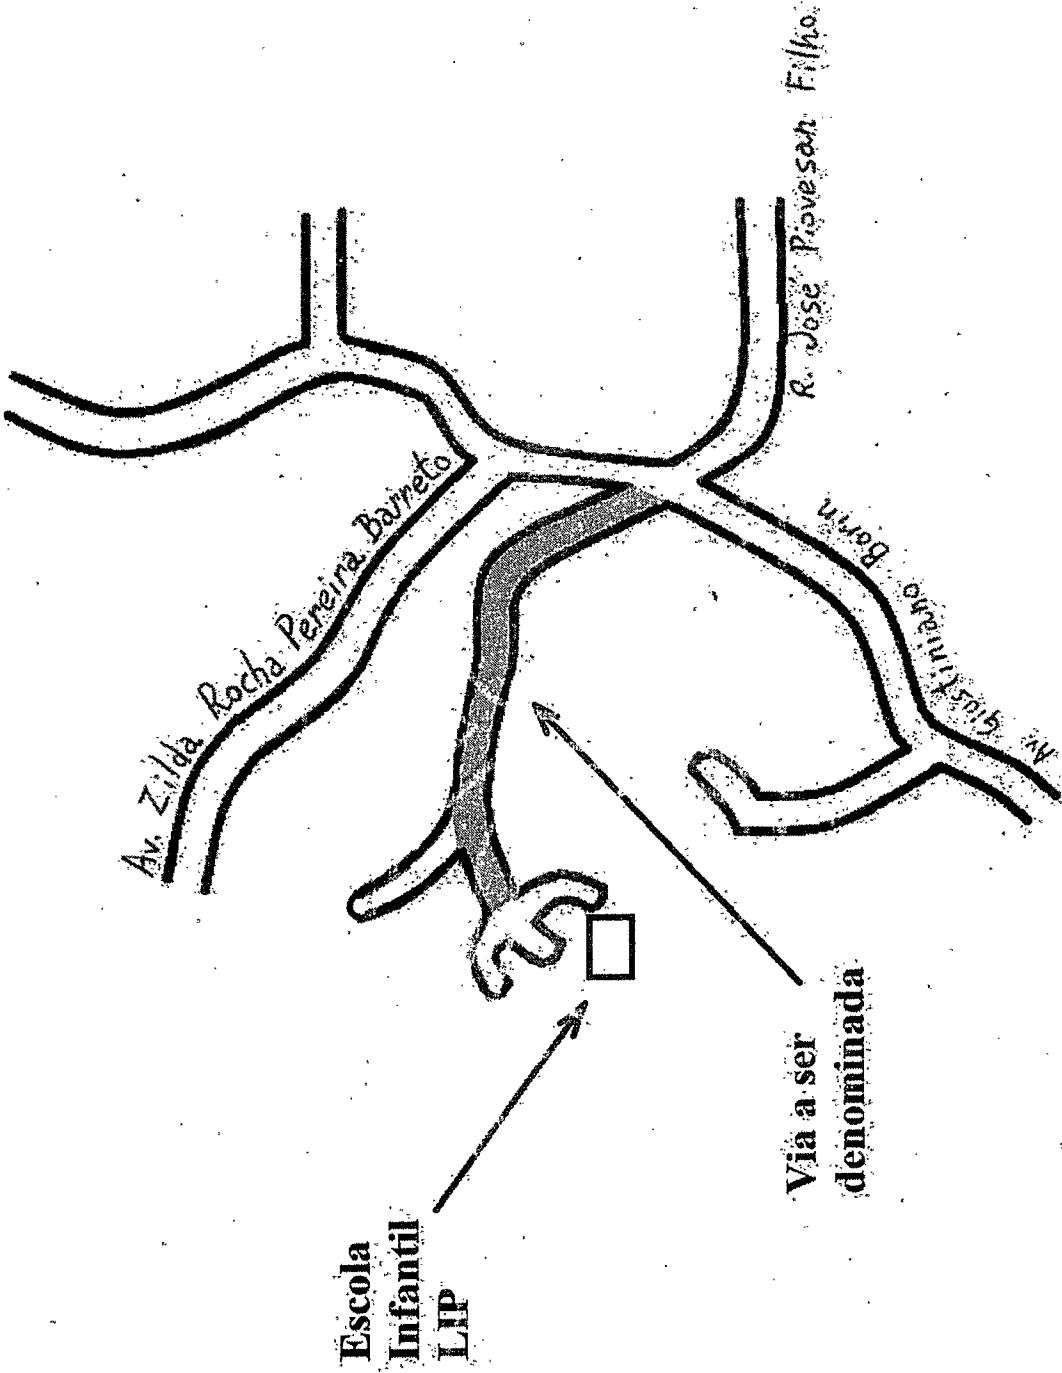 Av. Zilda Rocha Pereira Barreto
R. José Piovesan Filho
Av. Giustiniano Borin
Escola
Infantil
LIP
Via a ser
denominada